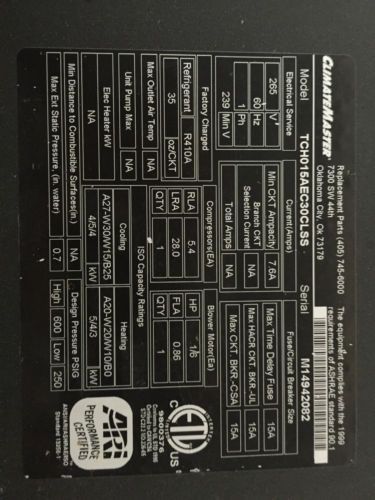 CLIMATEMASTER
Replacement Parts (405) 745-6000
7300 SW 44th
Oklahoma City, Ok 73179
The equipment complies with the 1999
requirements of ASHRAE standard 90.1
Model TCH015AEC30CLSS Serial M14942082
Electrical Service
265 V
60 Hz
1 Ph
239 Min V
Current(Amps)
Min CKT Ampacity 7.6A
Branch CKT
Selection Current
Total Amps NA
Fuse/Circuit Breaker Size
Max Time Delay Fuse 15A
Max HACR CKT. BKR -UL 15A
Max CKT. BKR -CSA 15A
Factory Charged
Refrigerant R410A
35 oz/CKT
Max Outlet Air Temp NA
Unit Pump Max
Elec Heater kW NA
Compressors(EA)
RLA 5.4
LRA 28.0
QTY 1
Blower Motor(Ea)
HP 1/6
FLA 0.86
QTY 1
ISO Capacity Ratings
Cooling
A27-W30/W15/B25
4/5/4 kW
Heating
A20-W20/W10/B0
5/4/3 kW
Min Distance to Combustible Surfaces(in.) NA
Max Ext Static Pressure, (in. water) 0.7
Design Pressure PSIG
High 600 Low 250
C ETL US
9900376
ARI
PERFORMANCE
CERTIFIED
Standard 13256-1